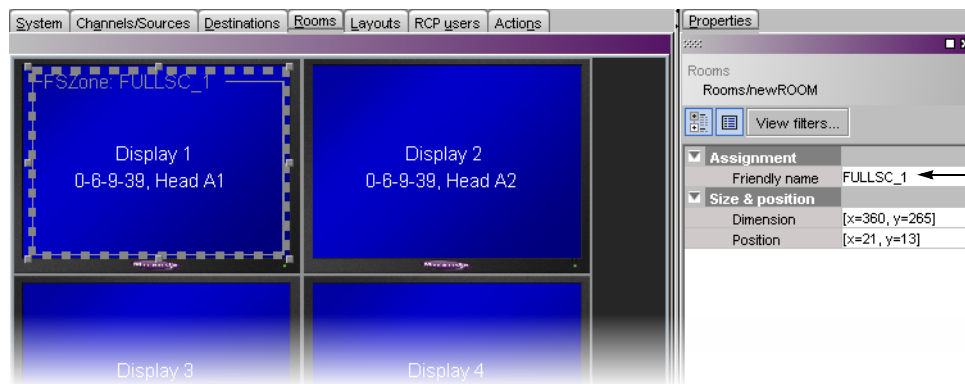 System Channels/Sources Destinations Rooms Layouts RCP users Actions
FSZone: FULLSC_1
Display 1
0-6-9-39, Head A1
Display 2
0-6-9-39, Head A2
Display 3
Display 4
Properties
Rooms
Rooms/newROOM
View filters...
Assignment
Friendly name FULLSC_1
Size & position
Dimension [x=360, y=265]
Position [x=21, y=13]